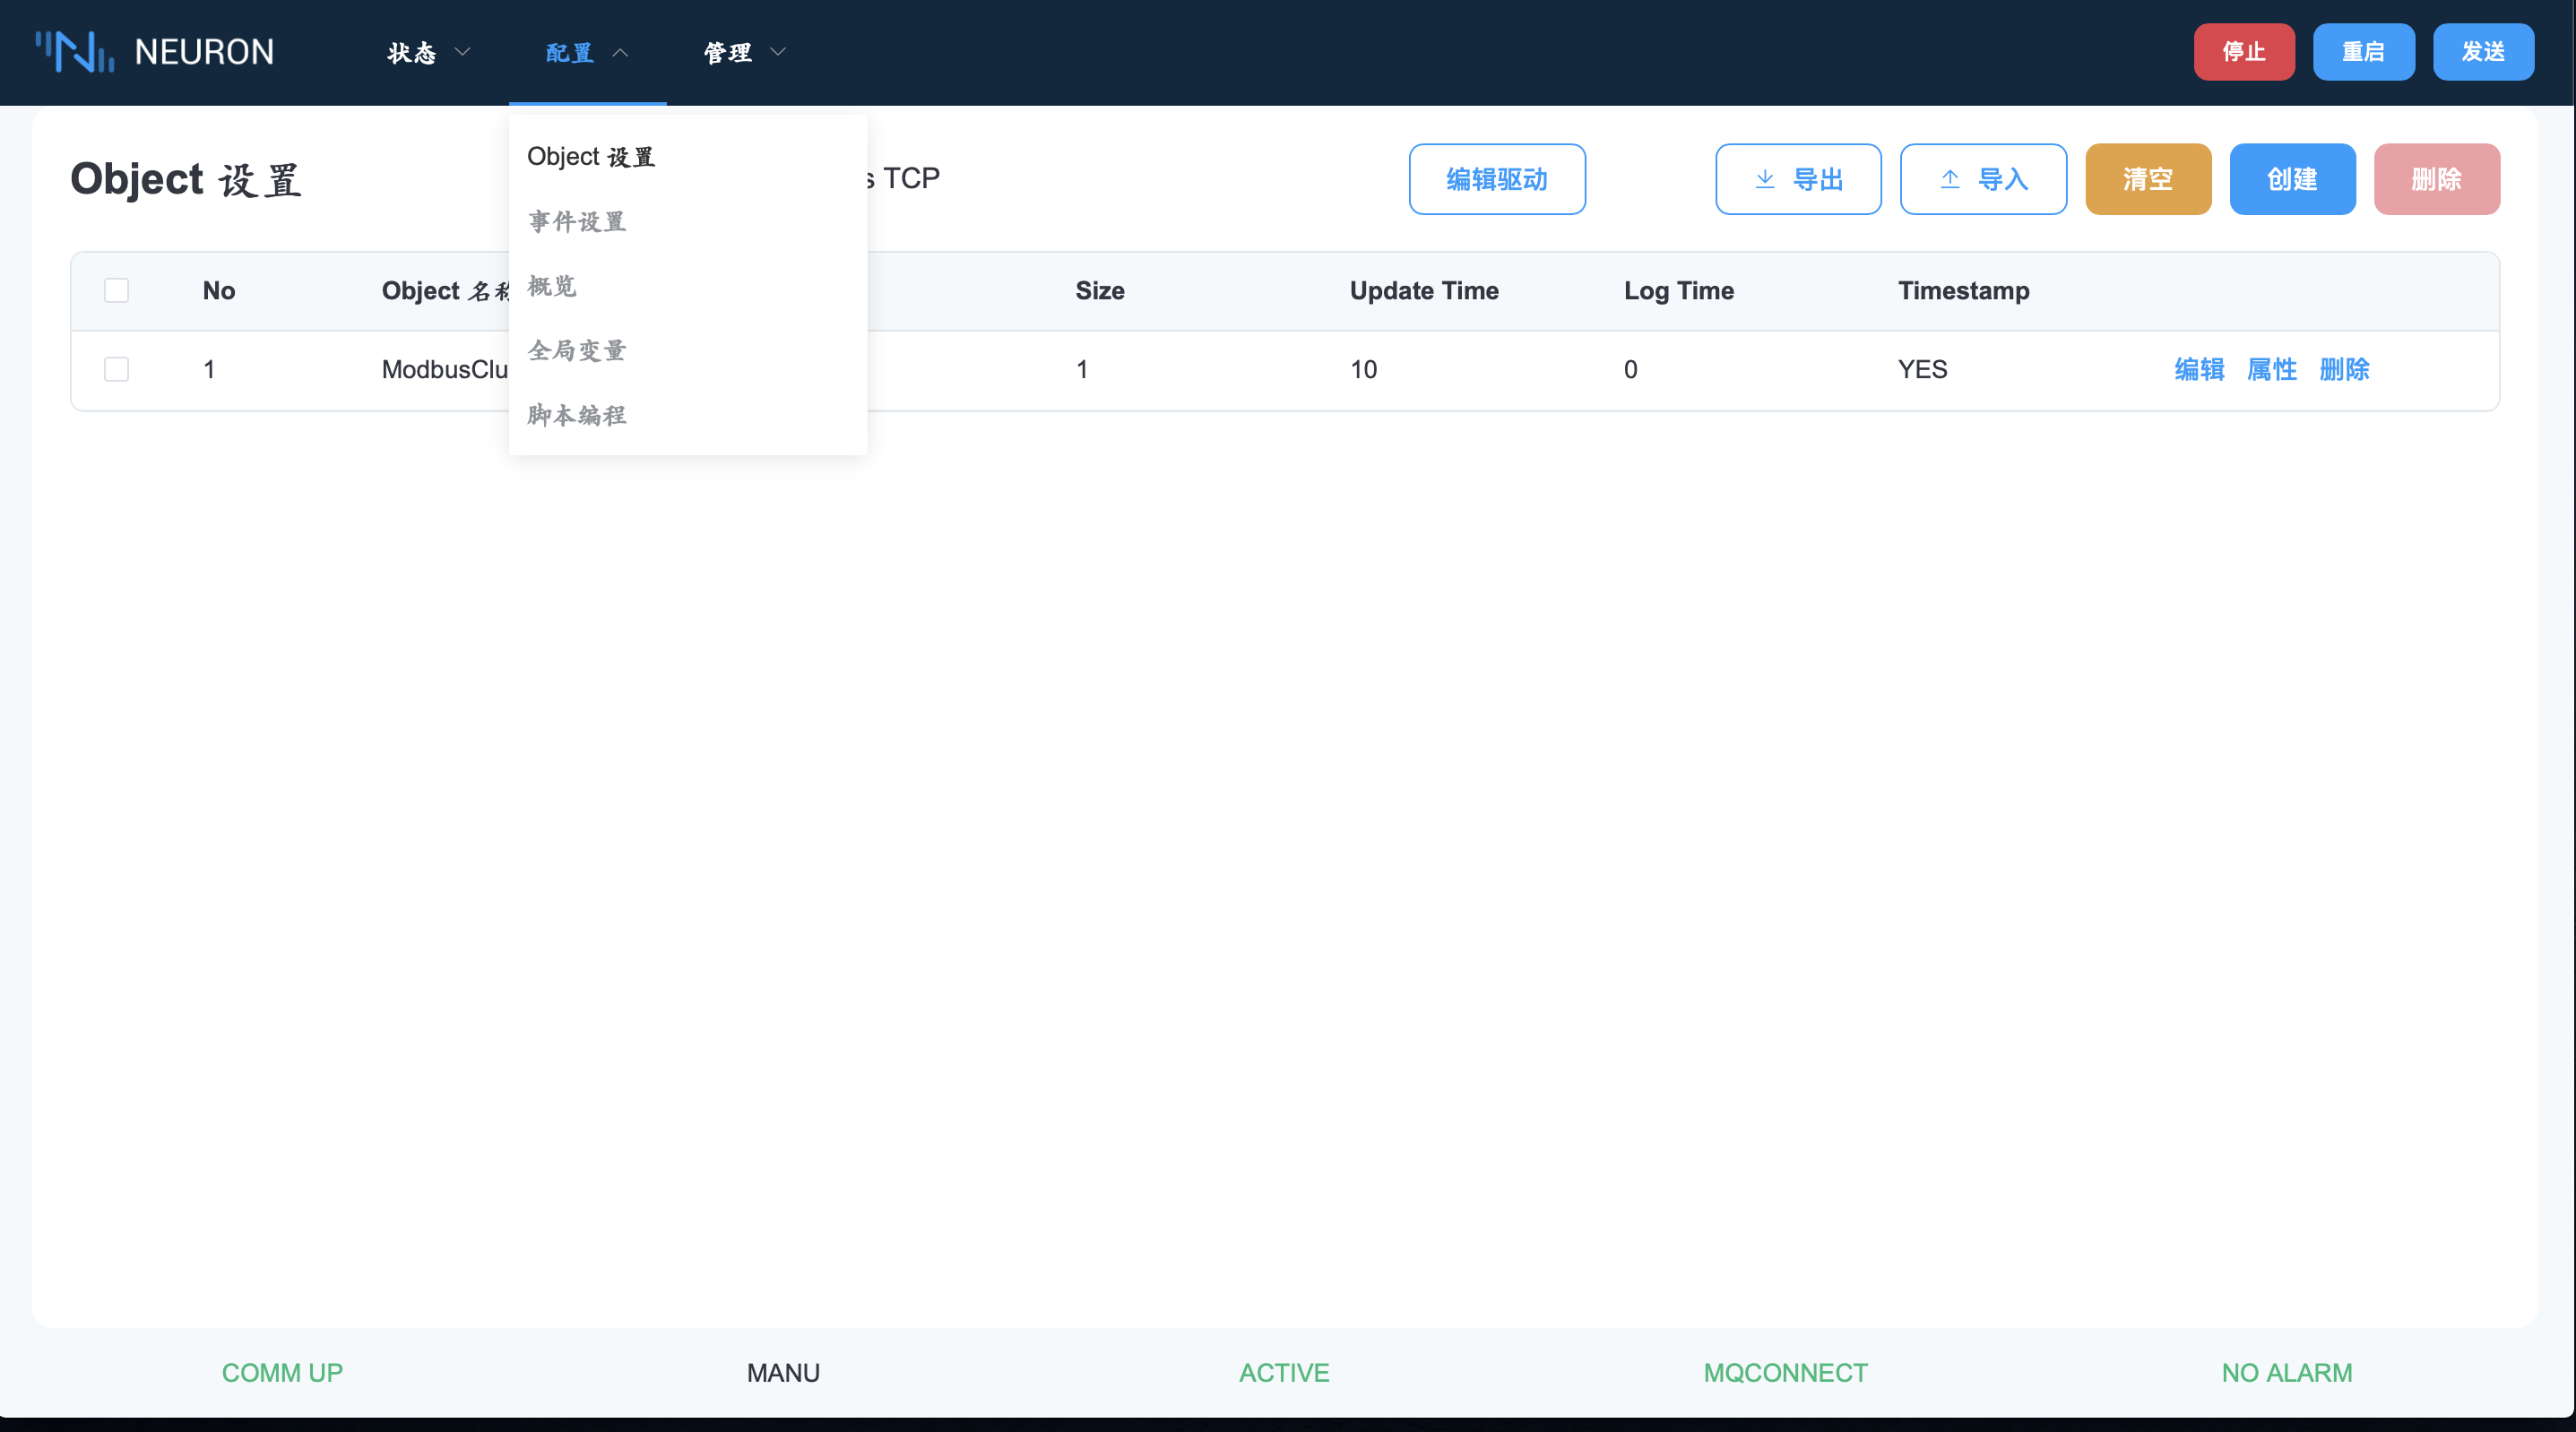 NEURON 状态 配置 管理 停止 重启 发送
Object 设置 TCP 编辑驱动 导出 导入 清空 创建 删除
Object 设置
事件设置
概览
全局变量
脚本编程
No Object 名称 Size Update Time Log Time Timestamp
1 ModbusClu 1 10 0 YES 编辑 属性 删除
COMM UP MANU ACTIVE MQCONNECT NO ALARM